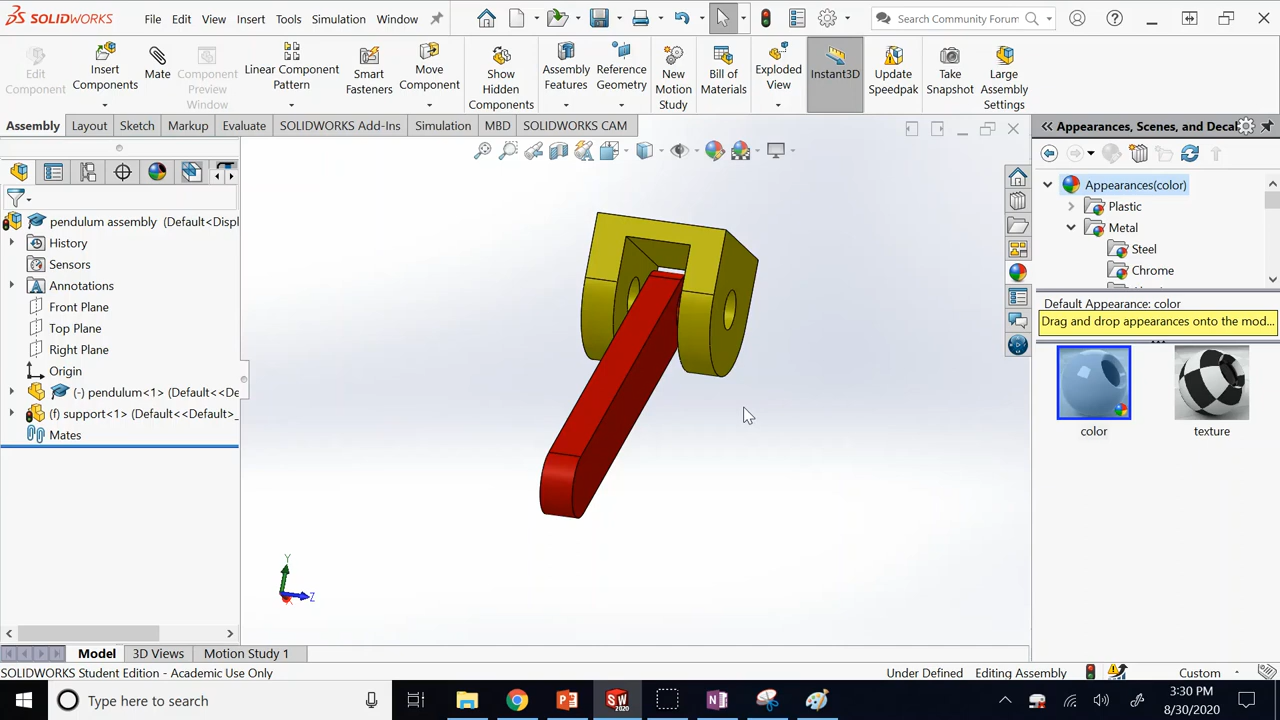 SOLIDWORKS File Edit View Insert Tools Simulation Window Search Community Forum
Edit Component
Insert Components
Mate
Component Preview Window
Linear Component Pattern
Smart Fasteners
Move Component
Show Hidden Components
Assembly Features
Reference Geometry
New Motion Study
Bill of Materials
Exploded View
Instant3D
Update Speedpak
Take Snapshot
Large Assembly Settings
Assembly Layout Sketch Markup Evaluate SOLIDWORKS Add-Ins Simulation MBD SOLIDWORKS CAM
pendulum assembly (Default<Displ
History
Sensors
Annotations
Front Plane
Top Plane
Right Plane
Origin
(-) pendulum<1> (Default<<De
(f) support<1> (Default<<Default>_
Mates
Y
Z
Appearances, Scenes, and Decal
Appearances(color)
Plastic
Metal
Steel
Chrome
Default Appearance: color
Drag and drop appearances onto the mod...
color texture
Model 3D Views Motion Study 1
SOLIDWORKS Student Edition - Academic Use Only Under Defined Editing Assembly Custom
Type here to search
SW
2020
3:30 PM
8/30/2020